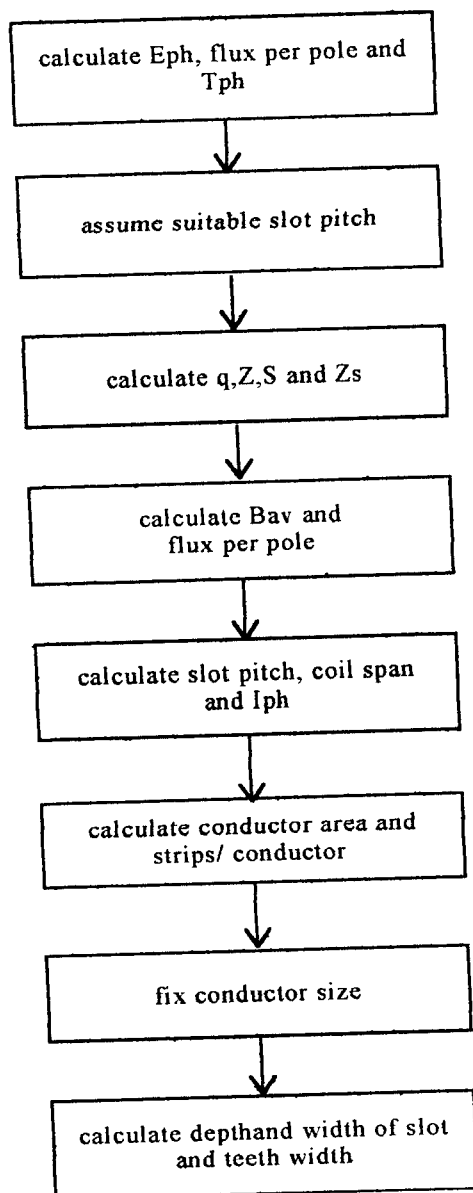 calculate Eph, flux per pole and
Tph
assume suitable slot pitch
calculate q,Z,S and Zs
calculate Bav and
flux per pole
calculate slot pitch, coil span
and Iph
calculate conductor area and
strips/ conductor
fix conductor size
calculate depthand width of slot
and teeth width